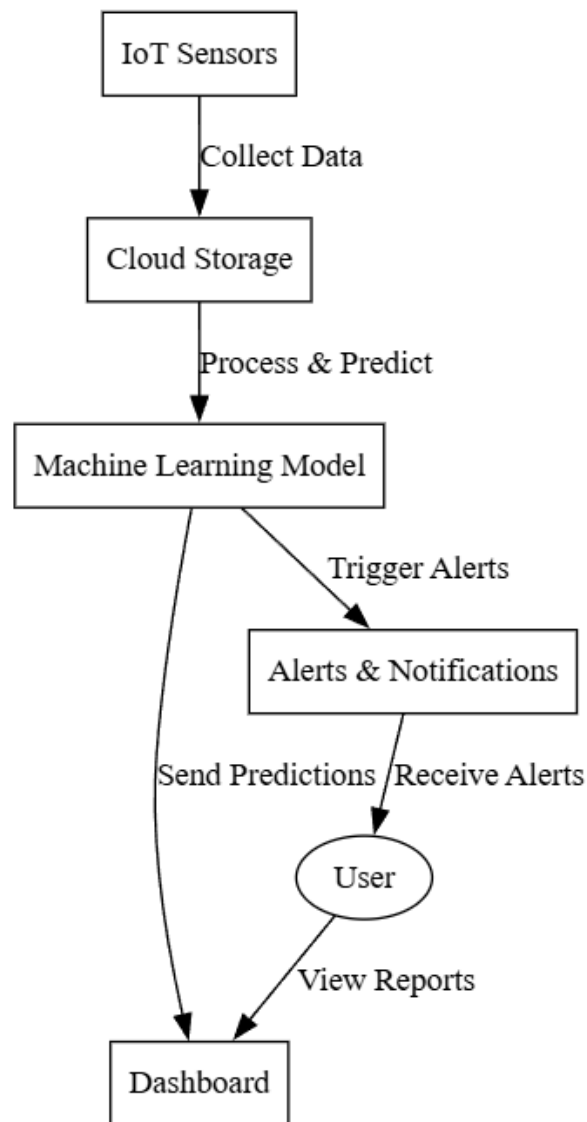 IoT Sensors
Collect Data
Cloud Storage
Process & Predict
Machine Learning Model
Trigger Alerts
Alerts & Notifications
Send Predictions
Receive Alerts
User
View Reports
Dashboard